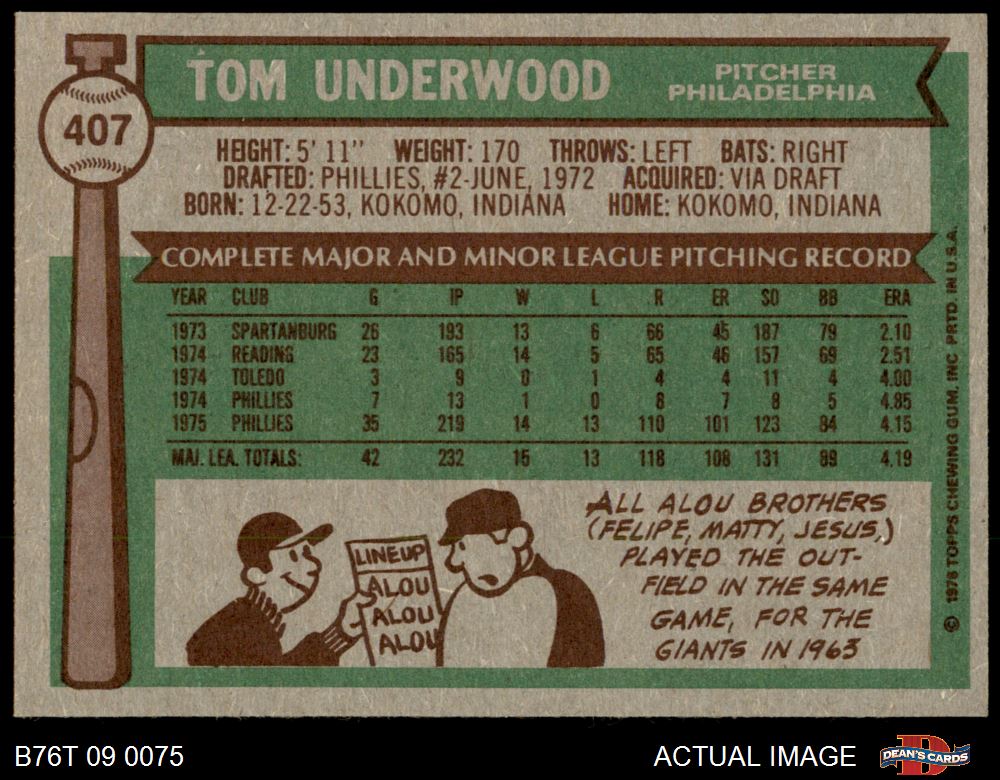 407
TOM UNDERWOOD
PITCHER
PHILADELPHIA
HEIGHT: 5' 11" WEIGHT: 170 THROWS: LEFT BATS: RIGHT
DRAFTED: PHILLIES, #2-JUNE, 1972 ACQUIRED: VIA DRAFT
BORN: 12-22-53, KOKOMO, INDIANA HOME: KOKOMO, INDIANA
COMPLETE MAJOR AND MINOR LEAGUE PITCHING RECORD
YEAR CLUB G IP W L R ER SO BB ERA
1973 SPARTANBURG 26 193 13 6 66 45 187 79 2.10
1974 READING 23 165 14 5 65 46 157 69 2.51
1974 TOLEDO 3 9 0 1 4 4 11 4 4.00
1974 PHILLIES 7 13 1 0 8 7 8 5 4.85
1975 PHILLIES 35 219 14 13 110 101 123 84 4.15
MAJ. LEA. TOTALS: 42 232 15 13 118 108 131 89 4.19
LINEUP
ALOU
ALOU
ALOU
ALL ALOU BROTHERS
(FELIPE, MATTY, JESUS,)
PLAYED THE OUT-
FIELD IN THE SAME
GAME, FOR THE
GIANTS IN 1963
© 1976 TOPPS CHEWING GUM, INC PRTD. IN U.S.A.
B76T 09 0075
ACTUAL IMAGE
DEAN'S CARDS